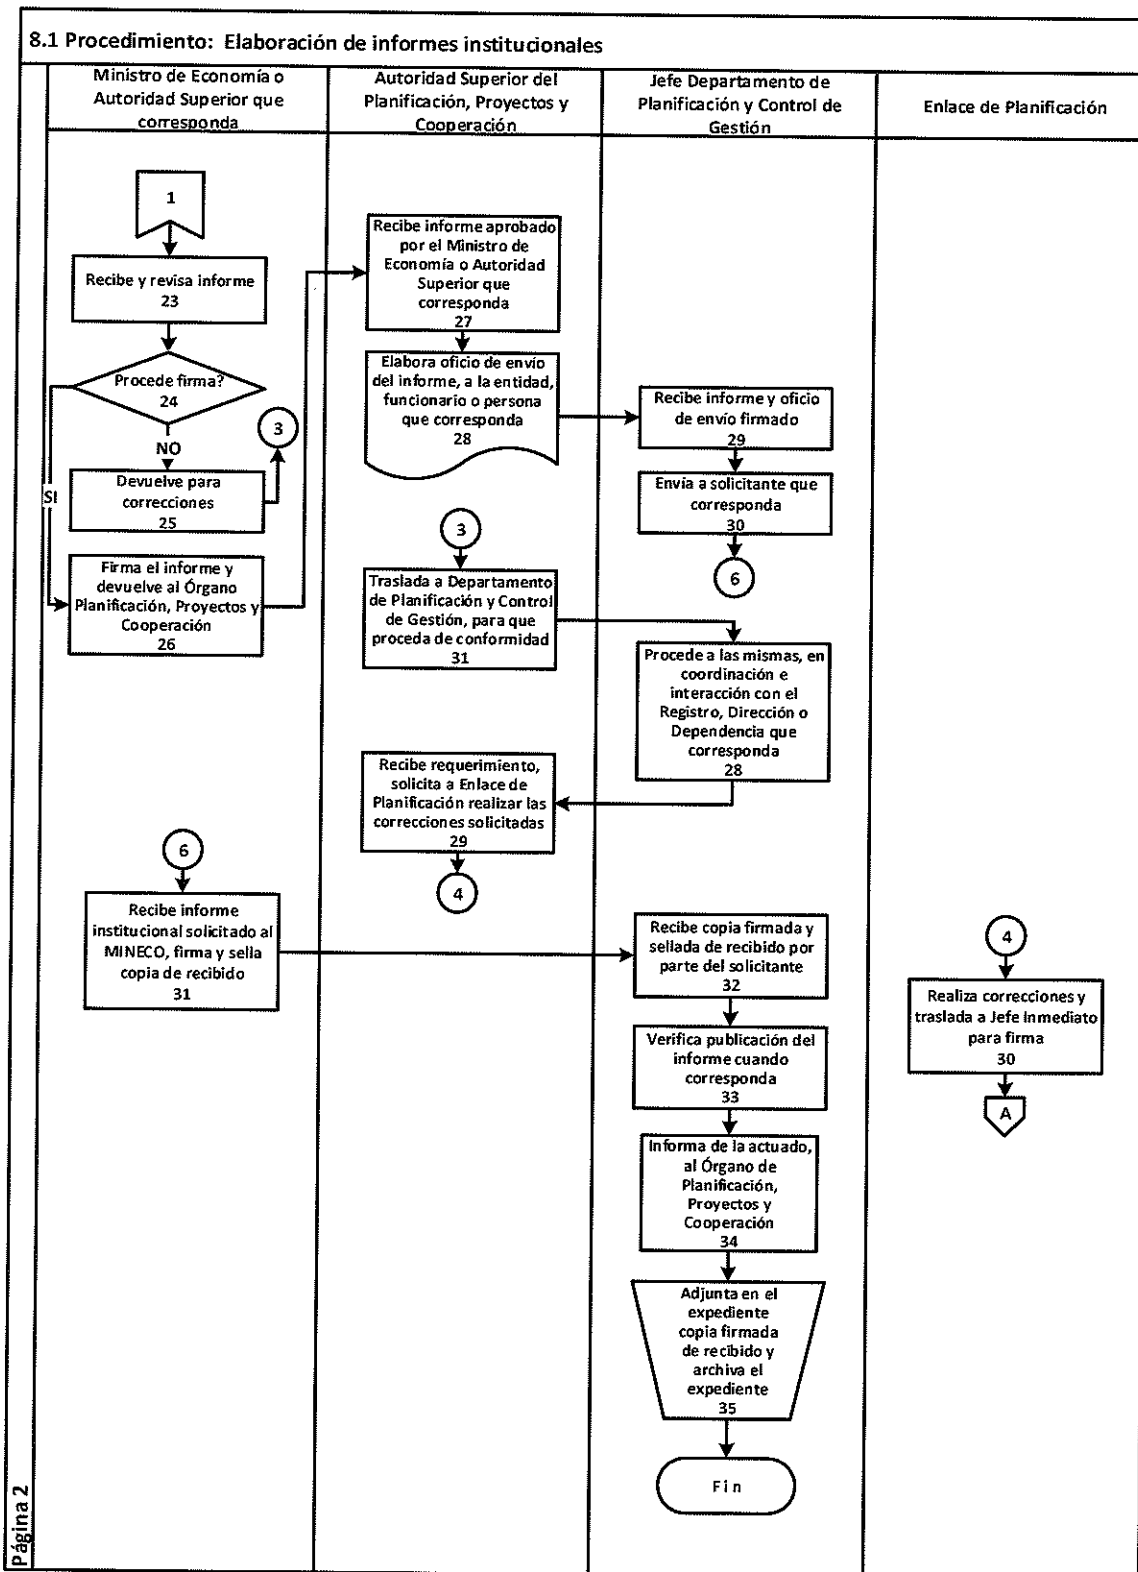 8.1 Procedimiento: Elaboración de informes institucionales
Ministro de Economía o
Autoridad Superior que
corresponda
Autoridad Superior del
Planificación, Proyectos y
Cooperación
Jefe Departamento de
Planificación y Control de
Gestión
Enlace de Planificación
1
Recibe y revisa informe
23
Procede firma?
24
NO
SI
3
Devuelve para
correcciones
25
Firma el informe y
devuelve al Órgano
Planificación, Proyectos y
Cooperación
26
Recibe informe aprobado
por el Ministro de
Economía o Autoridad
Superior que
corresponda
27
Elabora oficio de envío
del informe, a la entidad,
funcionario o persona
que corresponda
28
Recibe informe y oficio
de envío firmado
29
Envía a solicitante que
corresponda
30
6
3
Traslada a Departamento
de Planificación y Control
de Gestión, para que
proceda de conformidad
31
Procede a las mismas, en
coordinación e
interacción con el
Registro, Dirección o
Dependencia que
corresponda
28
Recibe requerimiento,
solicita a Enlace de
Planificación realizar las
correcciones solicitadas
29
4
6
Recibe informe
institucional solicitado al
MINECO, firma y sella
copia de recibido
31
Recibe copia firmada y
sellada de recibido por
parte del solicitante
32
Verifica publicación del
informe cuando
corresponda
33
Informa de la actuado,
al Órgano de
Planificación,
Proyectos y
Cooperación
34
Adjunta en el
expediente
copia firmada
de recibido y
archiva el
expediente
35
Fin
4
Realiza correcciones y
traslada a Jefe Inmediato
para firma
30
A
Página 2